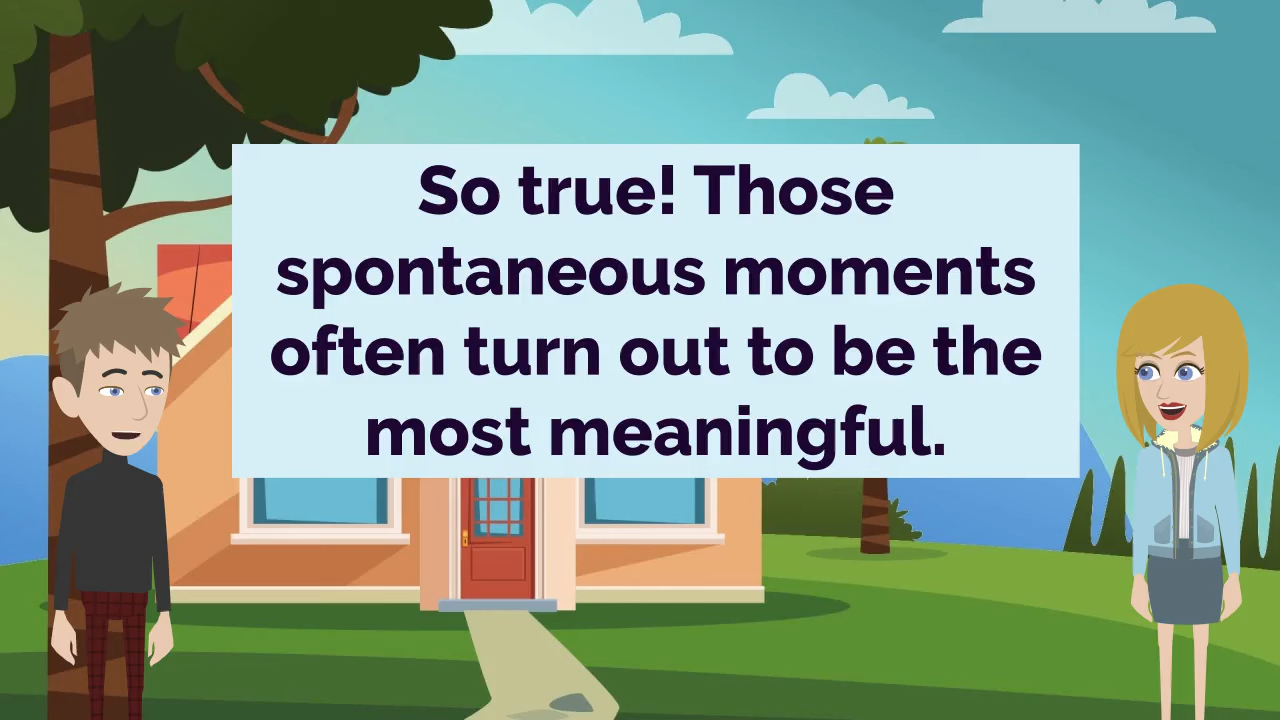 So true! Those
spontaneous moments
often turn out to be the
most meaningful.